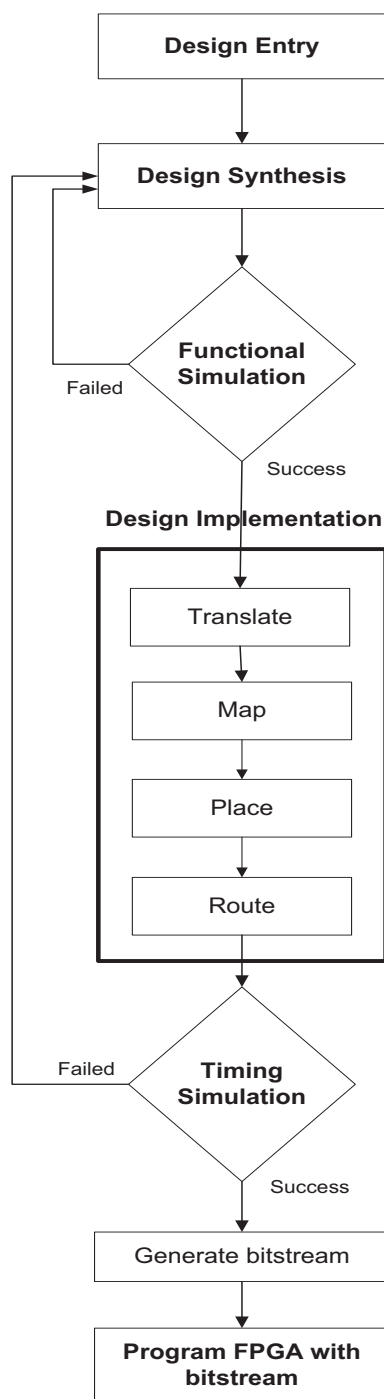 Design Entry
Design Synthesis
Functional
Simulation
Failed
Success
Design Implementation
Translate
Map
Place
Route
Failed
Timing
Simulation
Success
Generate bitstream
Program FPGA with
bitstream